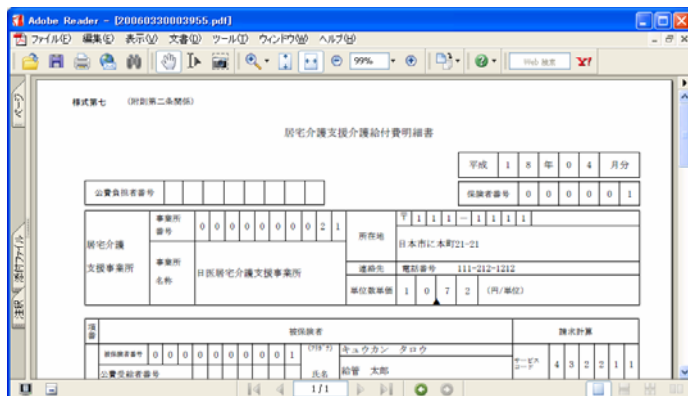 Adobe Reader - [20060330003955.pdf]
ファイル(F) 編集(E) 表示(V) 文書(D) ツール(T) ウィンドウ(W) ヘルプ(H)
99% Web 検索 Y!
ページ
添付ファイル
注釈
様式第七 (附則第二条関係)
居宅介護支援介護給付費明細書
平成 1 8 年 0 4 月分
公費負担者番号
保険者番号 0 0 0 0 0 1
居宅介護支援事業所
事業所番号 0 0 0 0 0 0 0 0 2 1
所在地 〒 1 1 1 - 1 1 1 1
日本市に本町21-21
事業所名称 日医居宅介護支援事業所
連絡先 電話番号 111-212-1212
単位数単価 1 0 7 2 (円/単位)
項番 被保険者 請求計算
被保険者番号 0 0 0 0 0 0 0 0 0 1
(フリガナ) キュウカン タロウ
公費受給者番号
氏名 給管 太郎
サービスコード 4 3 2 2 1 1
1/1